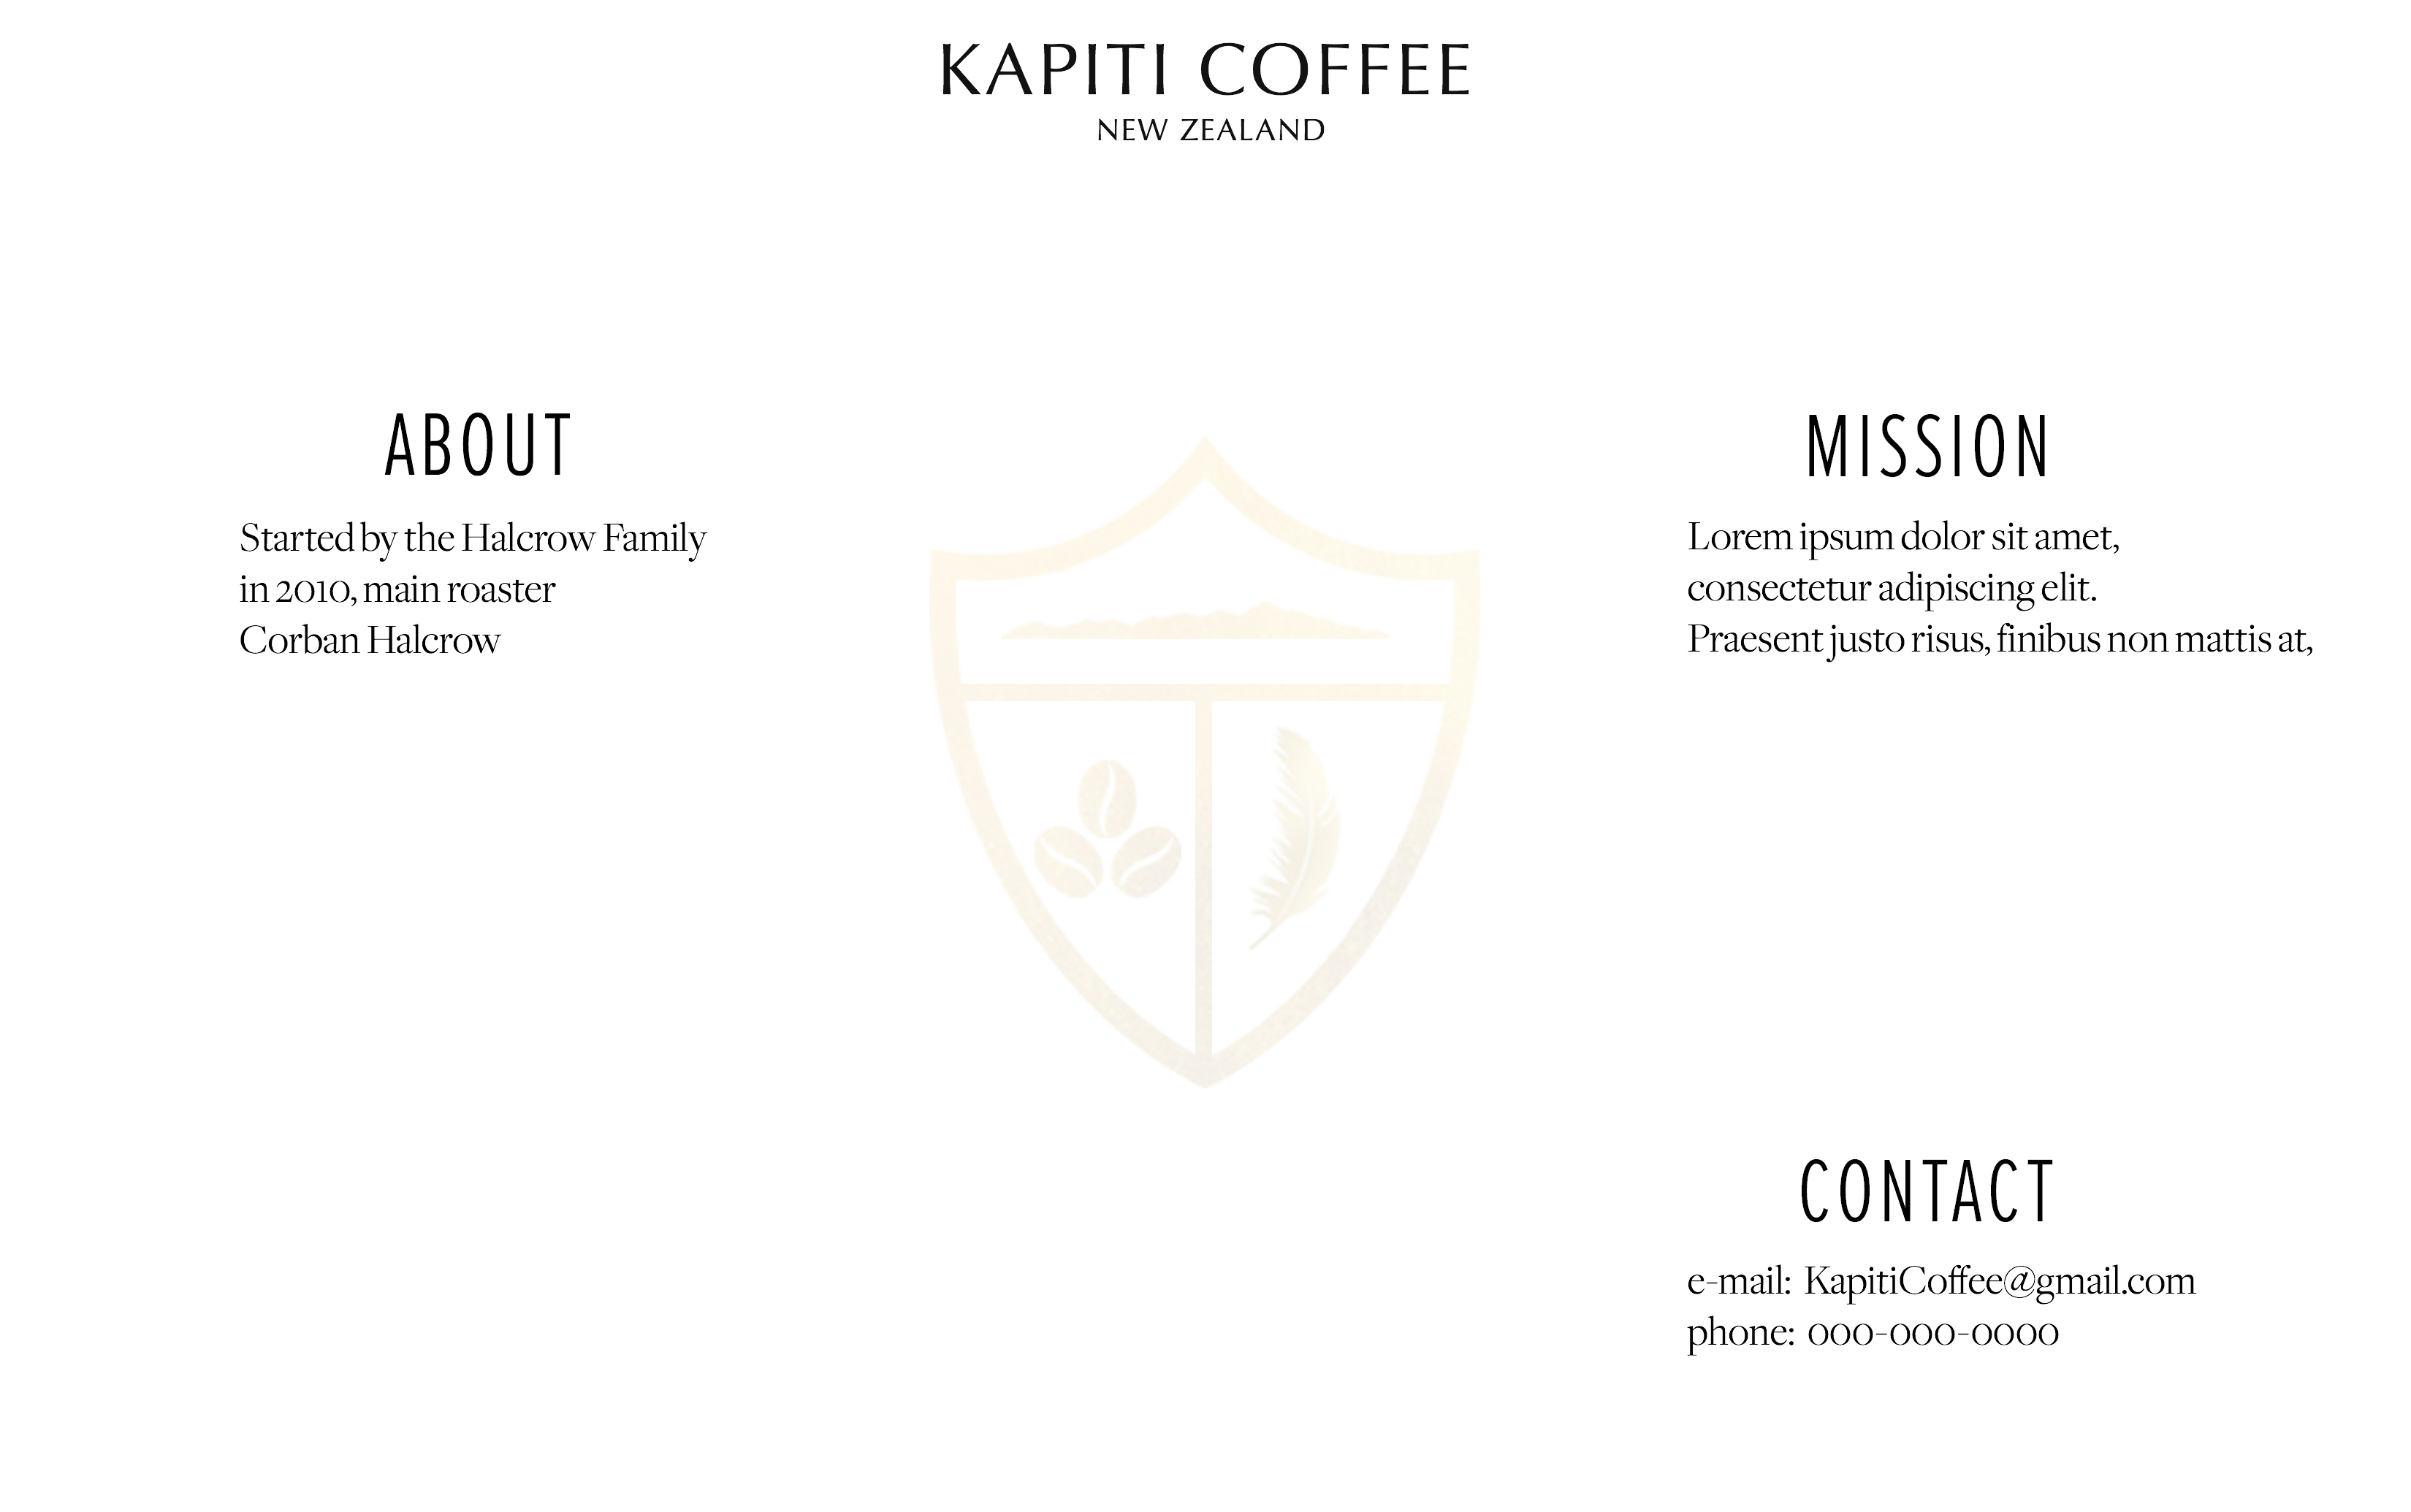 KAPITI COFFEE
NEW ZEALAND
ABOUT
Started by the Halcrow Family
in 2010, main roaster
Corban Halcrow
MISSION
Lorem ipsum dolor sit amet,
consectetur adipiscing elit.
Praesent justo risus, finibus non mattis at,
CONTACT
e-mail: KapitiCoffee@gmail.com
phone: 000-000-0000